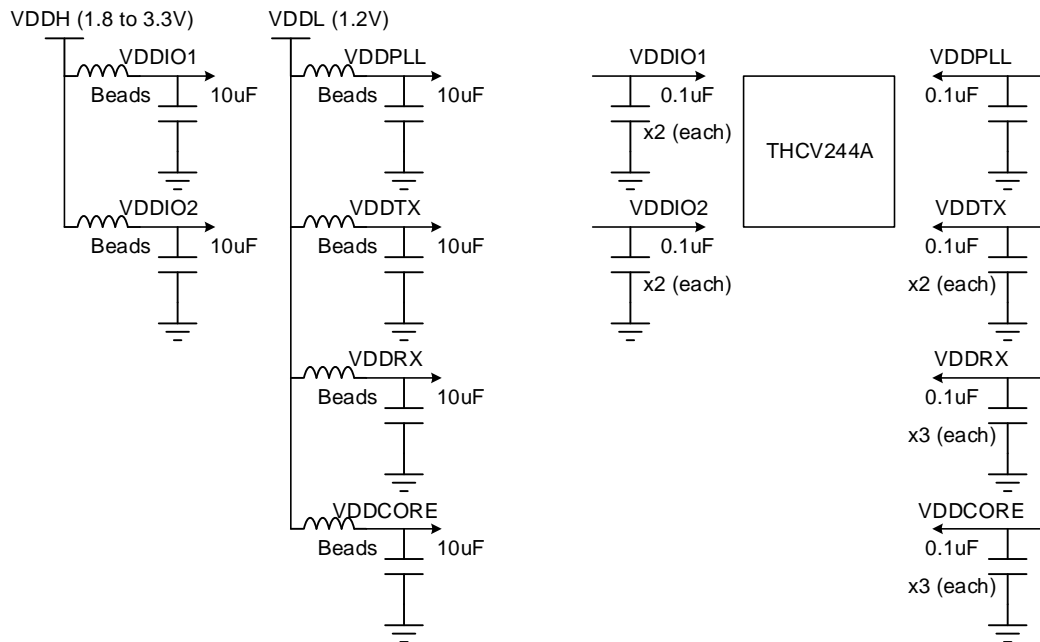 VDDH (1.8 to 3.3V)
VDDL (1.2V)
VDDIO1
Beads
10uF
VDDIO2
Beads
10uF
VDDPLL
Beads
10uF
VDDTX
Beads
10uF
VDDRX
Beads
10uF
VDDCORE
Beads
10uF
VDDIO1
0.1uF
x2 (each)
VDDIO2
0.1uF
x2 (each)
THCV244A
VDDPLL
0.1uF
VDDTX
0.1uF
x2 (each)
VDDRX
0.1uF
x3 (each)
VDDCORE
0.1uF
x3 (each)